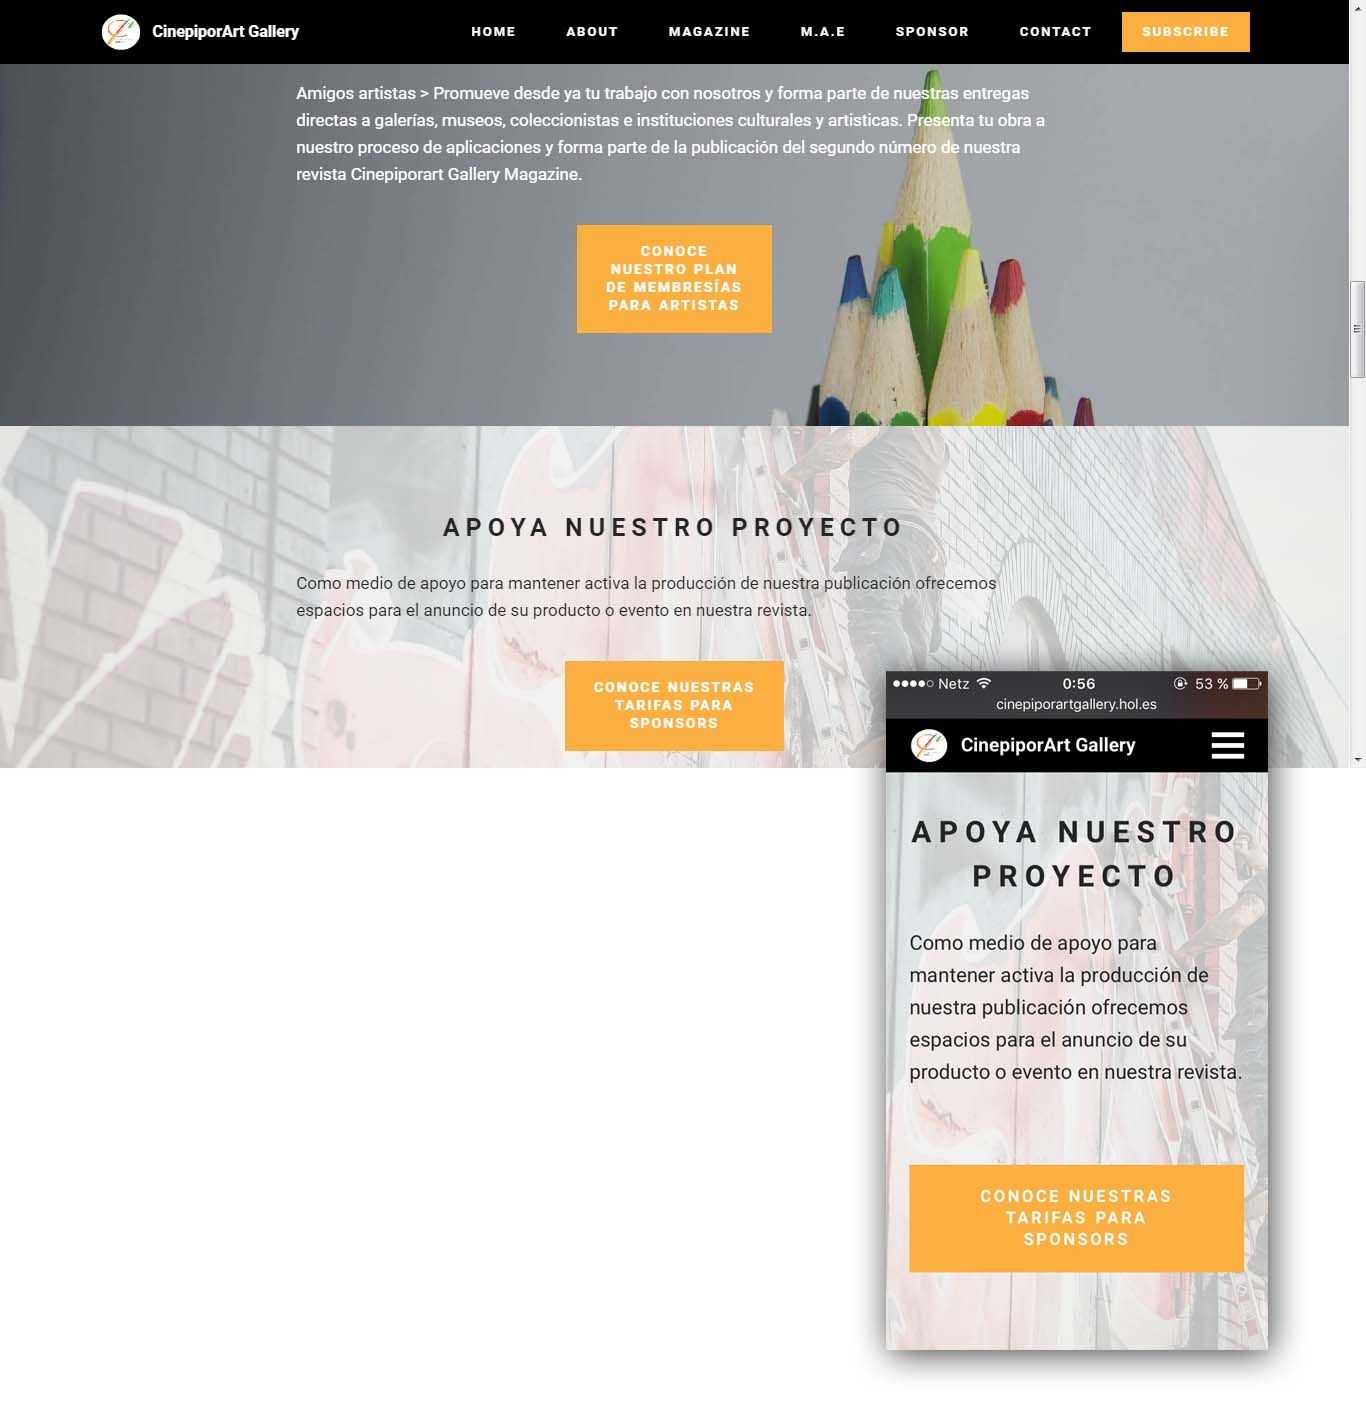 CinepiporArt Gallery
HOME ABOUT MAGAZINE M.A.E SPONSOR CONTACT SUBSCRIBE
Amigos artistas > Promueve desde ya tu trabajo con nosotros y forma parte de nuestras entregas
directas a galerías, museos, coleccionistas e instituciones culturales y artisticas. Presenta tu obra a
nuestro proceso de aplicaciones y forma parte de la publicación del segundo número de nuestra
revista Cinepiporart Gallery Magazine.
CONOCE
NUESTRO PLAN
DE MEMBRESÍAS
PARA ARTISTAS
APOYA NUESTRO PROYECTO
Como medio de apoyo para mantener activa la producción de nuestra publicación ofrecemos
espacios para el anuncio de su producto o evento en nuestra revista.
CONOCE NUESTRAS
TARIFAS PARA
SPONSORS
Netz 0:56 53 %
cinepiporartgallery.hol.es
CinepiporArt Gallery
APOYA NUESTRO
PROYECTO
Como medio de apoyo para
mantener activa la producción de
nuestra publicación ofrecemos
espacios para el anuncio de su
producto o evento en nuestra revista.
CONOCE NUESTRAS
TARIFAS PARA
SPONSORS